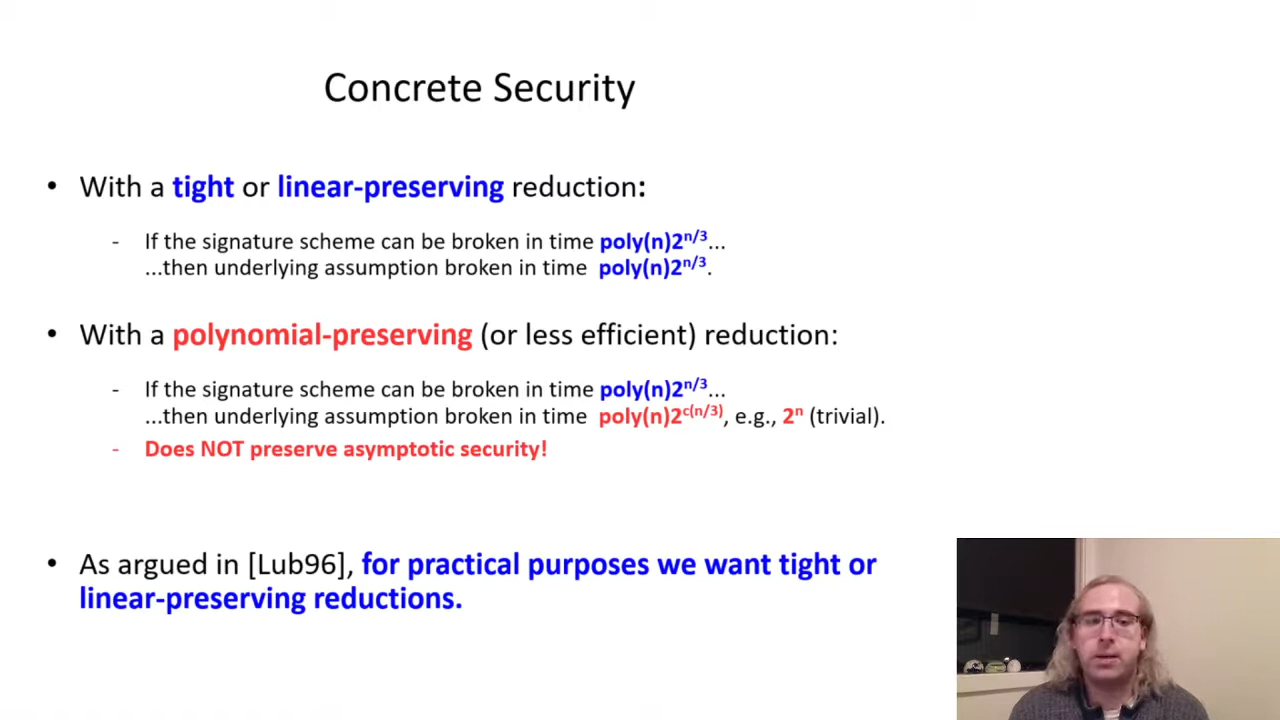 Concrete Security
• With a tight or linear-preserving reduction:
- If the signature scheme can be broken in time poly(n)2^{n/3}...
...then underlying assumption broken in time poly(n)2^{n/3}.
• With a polynomial-preserving (or less efficient) reduction:
- If the signature scheme can be broken in time poly(n)2^{n/3}...
...then underlying assumption broken in time poly(n)2^{c(n/3)}, e.g., 2^n (trivial).
- Does NOT preserve asymptotic security!
• As argued in [Lub96], for practical purposes we want tight or
linear-preserving reductions.